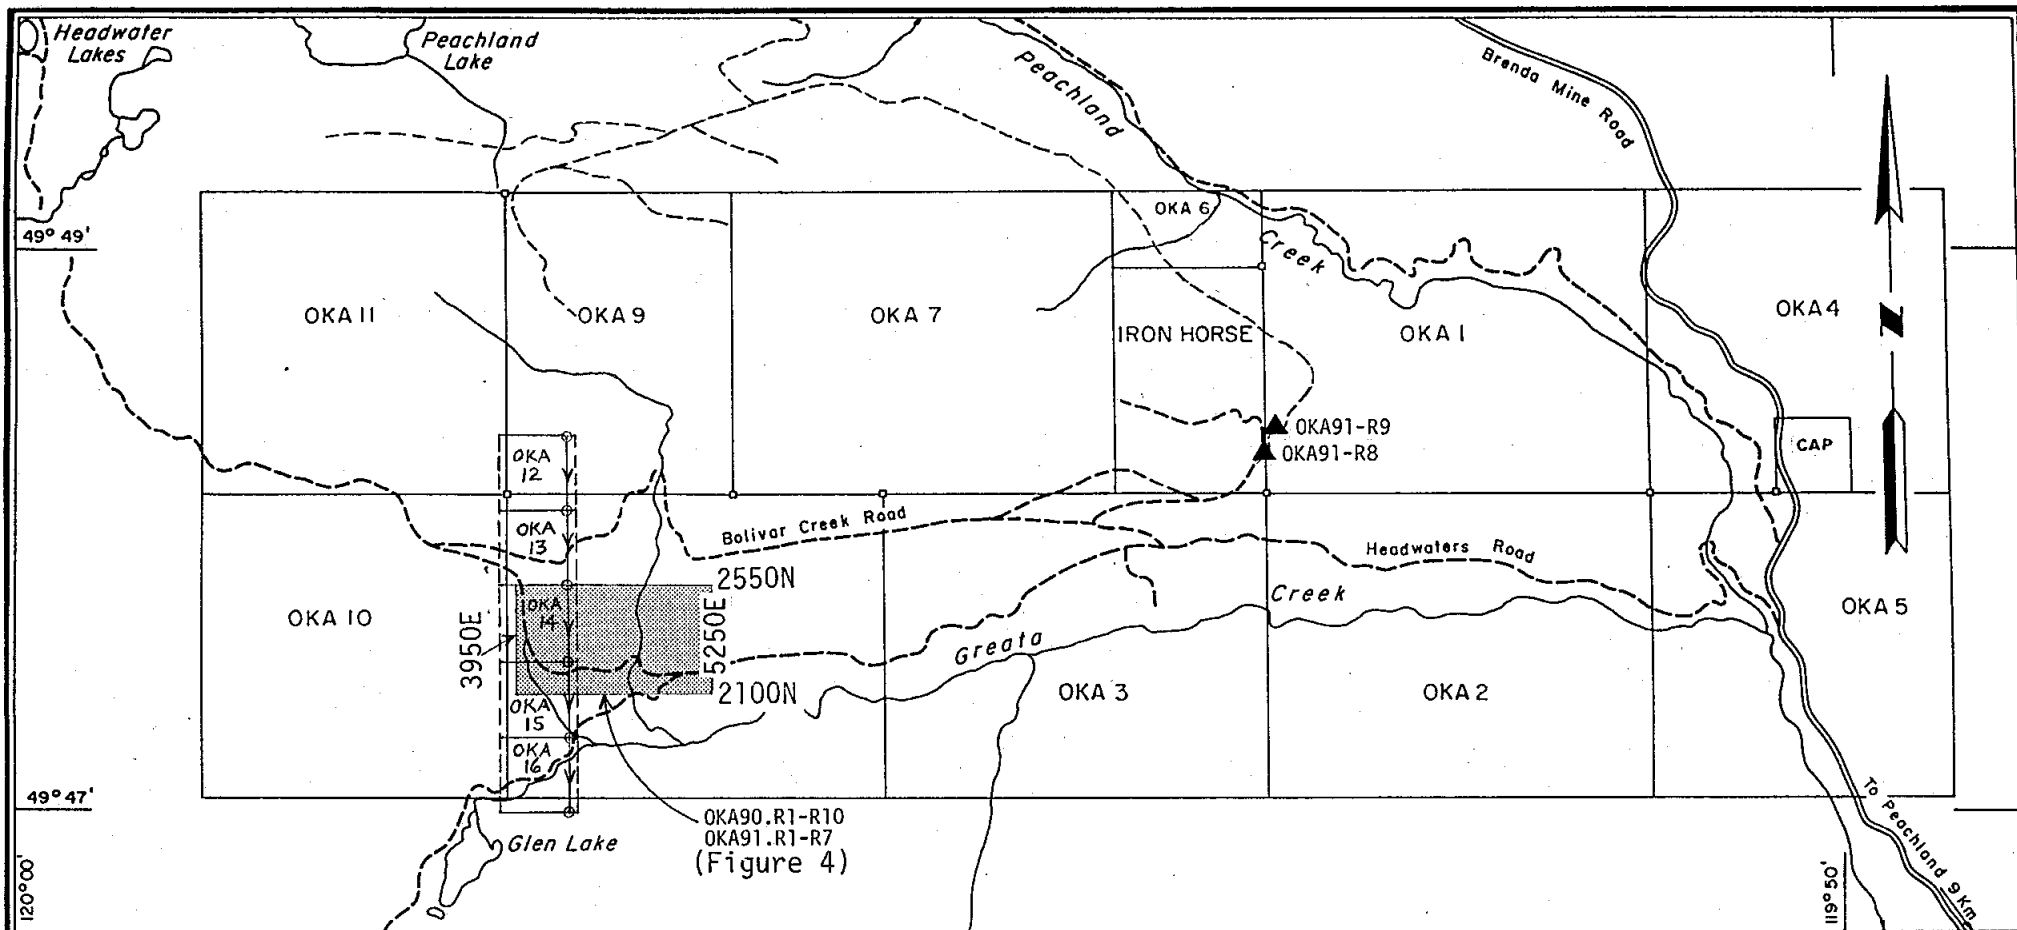 Headwater
Lakes
Peachland
Lake
Peachland
Creek
Brenda Mine Road
49° 49'
OKA 6
OKA 11
OKA 9
OKA 7
IRON HORSE
OKA 1
OKA 4
N
OKA91-R9
OKA91-R8
CAP
OKA
12
OKA
13
Bolivar Creek Road
Headwaters Road
2550N
OKA
14
OKA 10
3950E
5250E
Greata
Creek
OKA 5
2100N
OKA 3
OKA 2
OKA
15
OKA
16
49° 47'
Glen Lake
OKA90.R1-R10
OKA91.R1-R7
(Figure 4)
To Peachland 9 Km
120°00'
119°50'